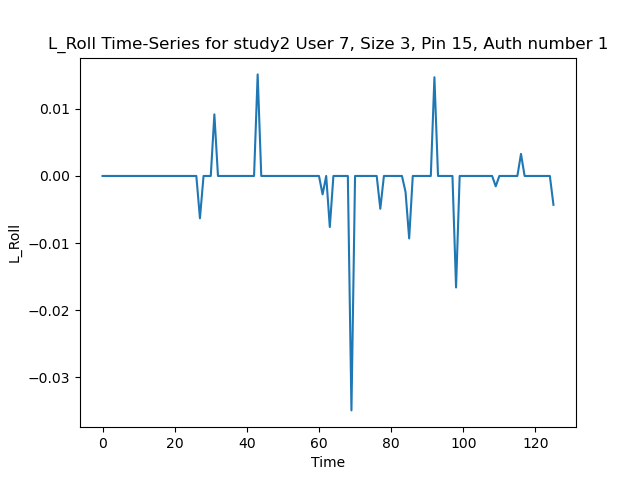 L_Roll Time-Series for study2 User 7, Size 3, Pin 15, Auth number 1
0.01
0.00
−0.01
−0.02
−0.03
L_Roll
0 20 40 60 80 100 120
Time